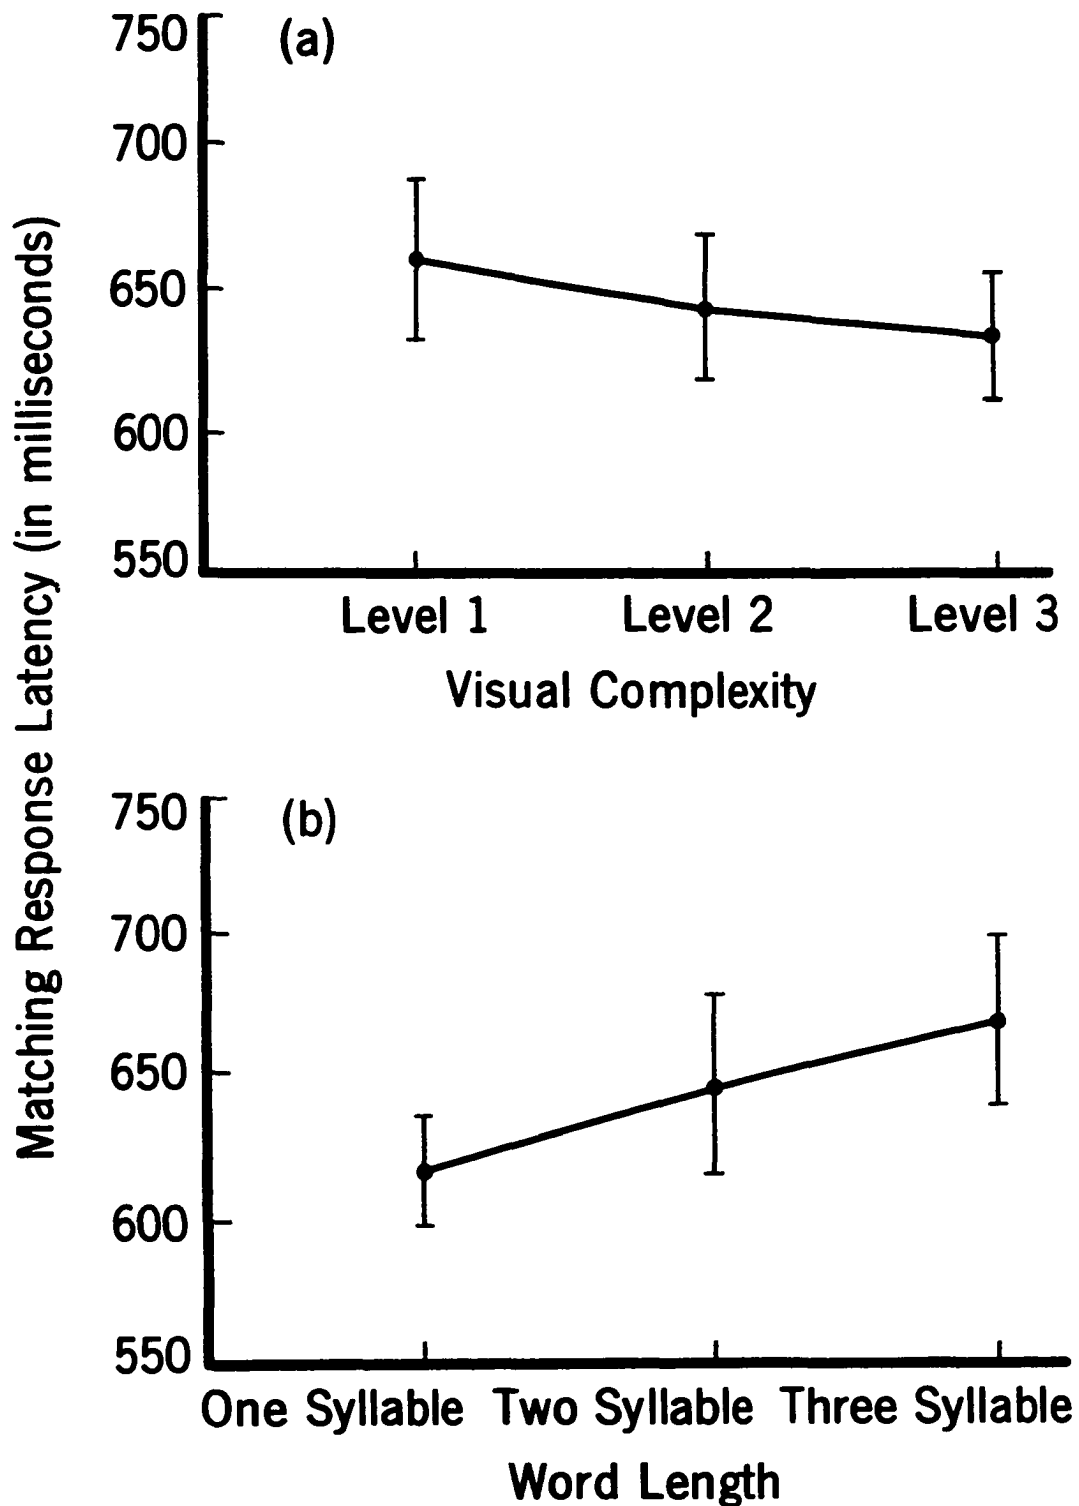 Matching Response Latency (in milliseconds)
(a)
750
700
650
600
550
Level 1 Level 2 Level 3
Visual Complexity
(b)
750
700
650
600
550
One Syllable Two Syllable Three Syllable
Word Length